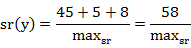 sr(y) = (45 + 5 + 8) / max_sr = 58 / max_sr